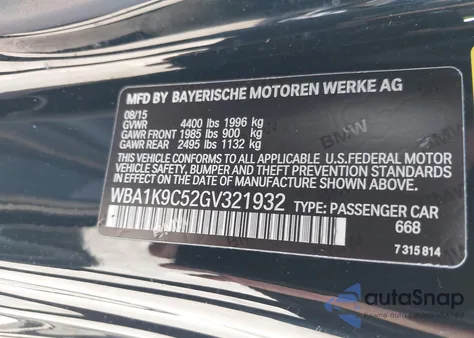 MFD BY BAYERISCHE MOTOREN WERKE AG
08/15
GVWR 4400 lbs 1996 kg
GAWR FRONT 1985 lbs 900 kg
GAWR REAR 2495 lbs 1132 kg
THIS VEHICLE CONFORMS TO ALL APPLICABLE U.S.FEDERAL MOTOR
VEHICLE SAFETY, BUMPER AND THEFT PREVENTION STANDARDS
IN EFFECT ON THE DATE OF MANUFACTURE SHOWN ABOVE.
WBA1K9C52GV321932 TYPE: PASSENGER CAR
668
7 315 814
BMW
autoSnap